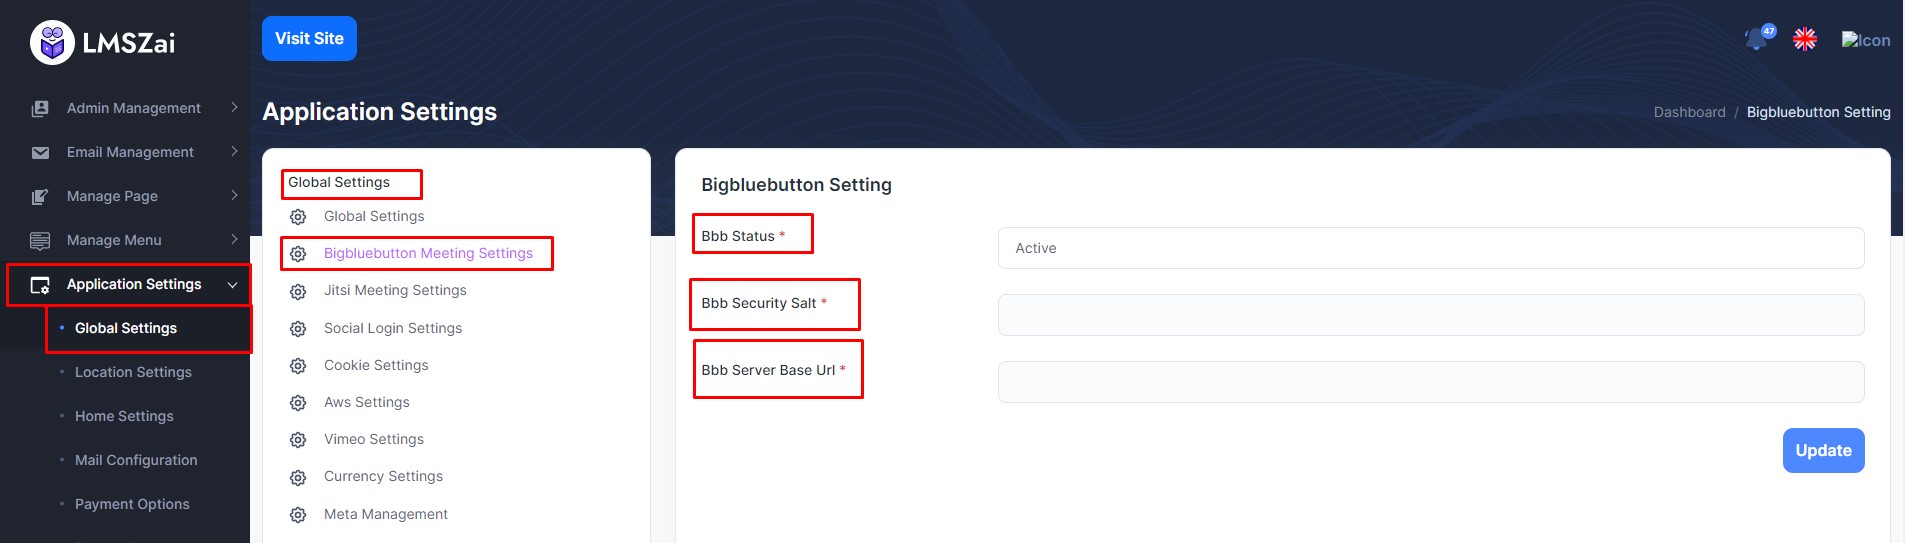 LMSZai
Admin Management
Email Management
Manage Page
Manage Menu
Application Settings
Global Settings
Location Settings
Home Settings
Mail Configuration
Payment Options
Visit Site
47
Icon
Application Settings
Dashboard / Bigbluebutton Setting
Global Settings
Global Settings
Bigbluebutton Meeting Settings
Jitsi Meeting Settings
Social Login Settings
Cookie Settings
Aws Settings
Vimeo Settings
Currency Settings
Meta Management
Bigbluebutton Setting
Bbb Status *
Active
Bbb Security Salt *
Bbb Server Base Url *
Update